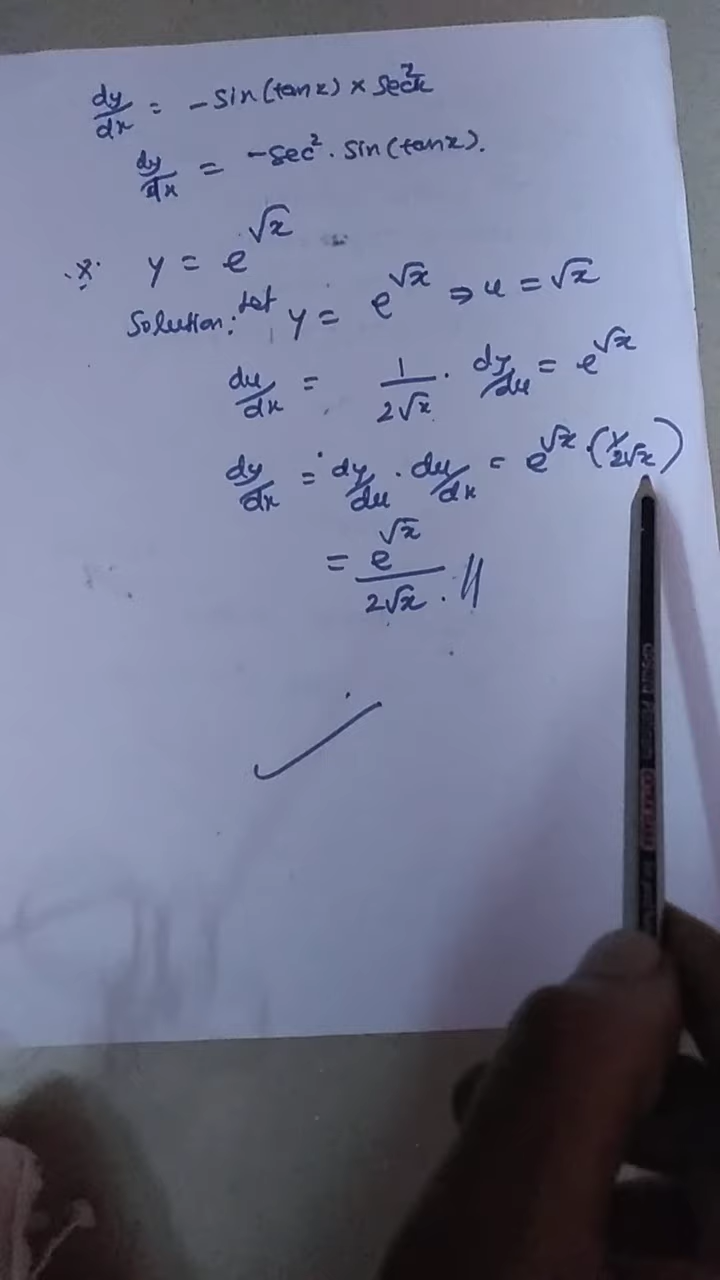 dy/dx = -sin(tanx) × sec²x
dy/dx = -sec². sin(tanx).
y = e^√x
Solution: Let y = e^√x ⇒ u = √x
du/dx = 1/2√x . dy/du = e^√x
dy/dx = dy/du . du/dx = e^√x . (1/2√x)
= e^√x/2√x . //